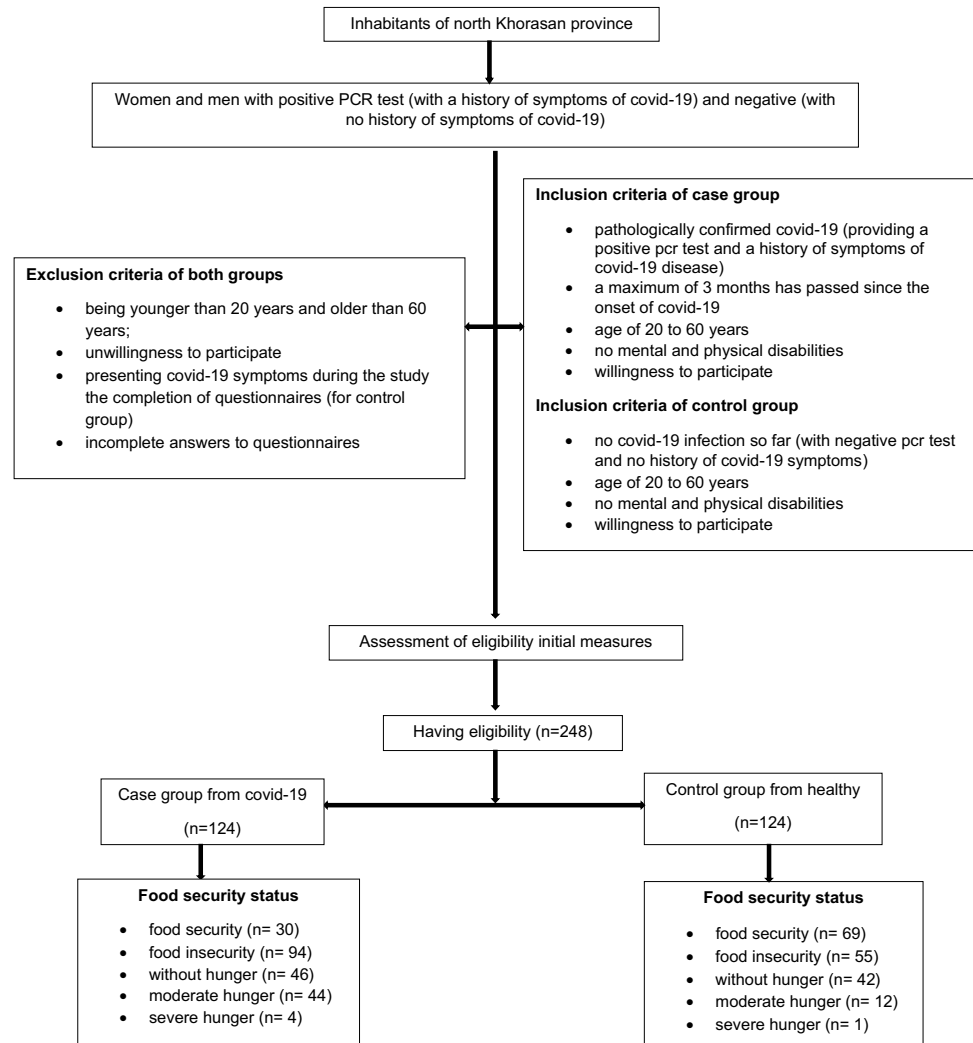 Inhabitants of north Khorasan province
Women and men with positive PCR test (with a history of symptoms of covid-19) and negative (with
no history of symptoms of covid-19)
Exclusion criteria of both groups
• being younger than 20 years and older than 60
years;
• unwillingness to participate
• presenting covid-19 symptoms during the study
the completion of questionnaires (for control
group)
• incomplete answers to questionnaires
Inclusion criteria of case group
• pathologically confirmed covid-19 (providing a
positive pcr test and a history of symptoms of
covid-19 disease)
• a maximum of 3 months has passed since the
onset of covid-19
• age of 20 to 60 years
• no mental and physical disabilities
• willingness to participate
Inclusion criteria of control group
• no covid-19 infection so far (with negative pcr test
and no history of covid-19 symptoms)
• age of 20 to 60 years
• no mental and physical disabilities
• willingness to participate
Assessment of eligibility initial measures
Having eligibility (n=248)
Case group from covid-19
(n=124)
Control group from healthy
(n=124)
Food security status
• food security (n= 30)
• food insecurity (n= 94)
• without hunger (n= 46)
• moderate hunger (n= 44)
• severe hunger (n= 4)
Food security status
• food security (n= 69)
• food insecurity (n= 55)
• without hunger (n= 42)
• moderate hunger (n= 12)
• severe hunger (n= 1)